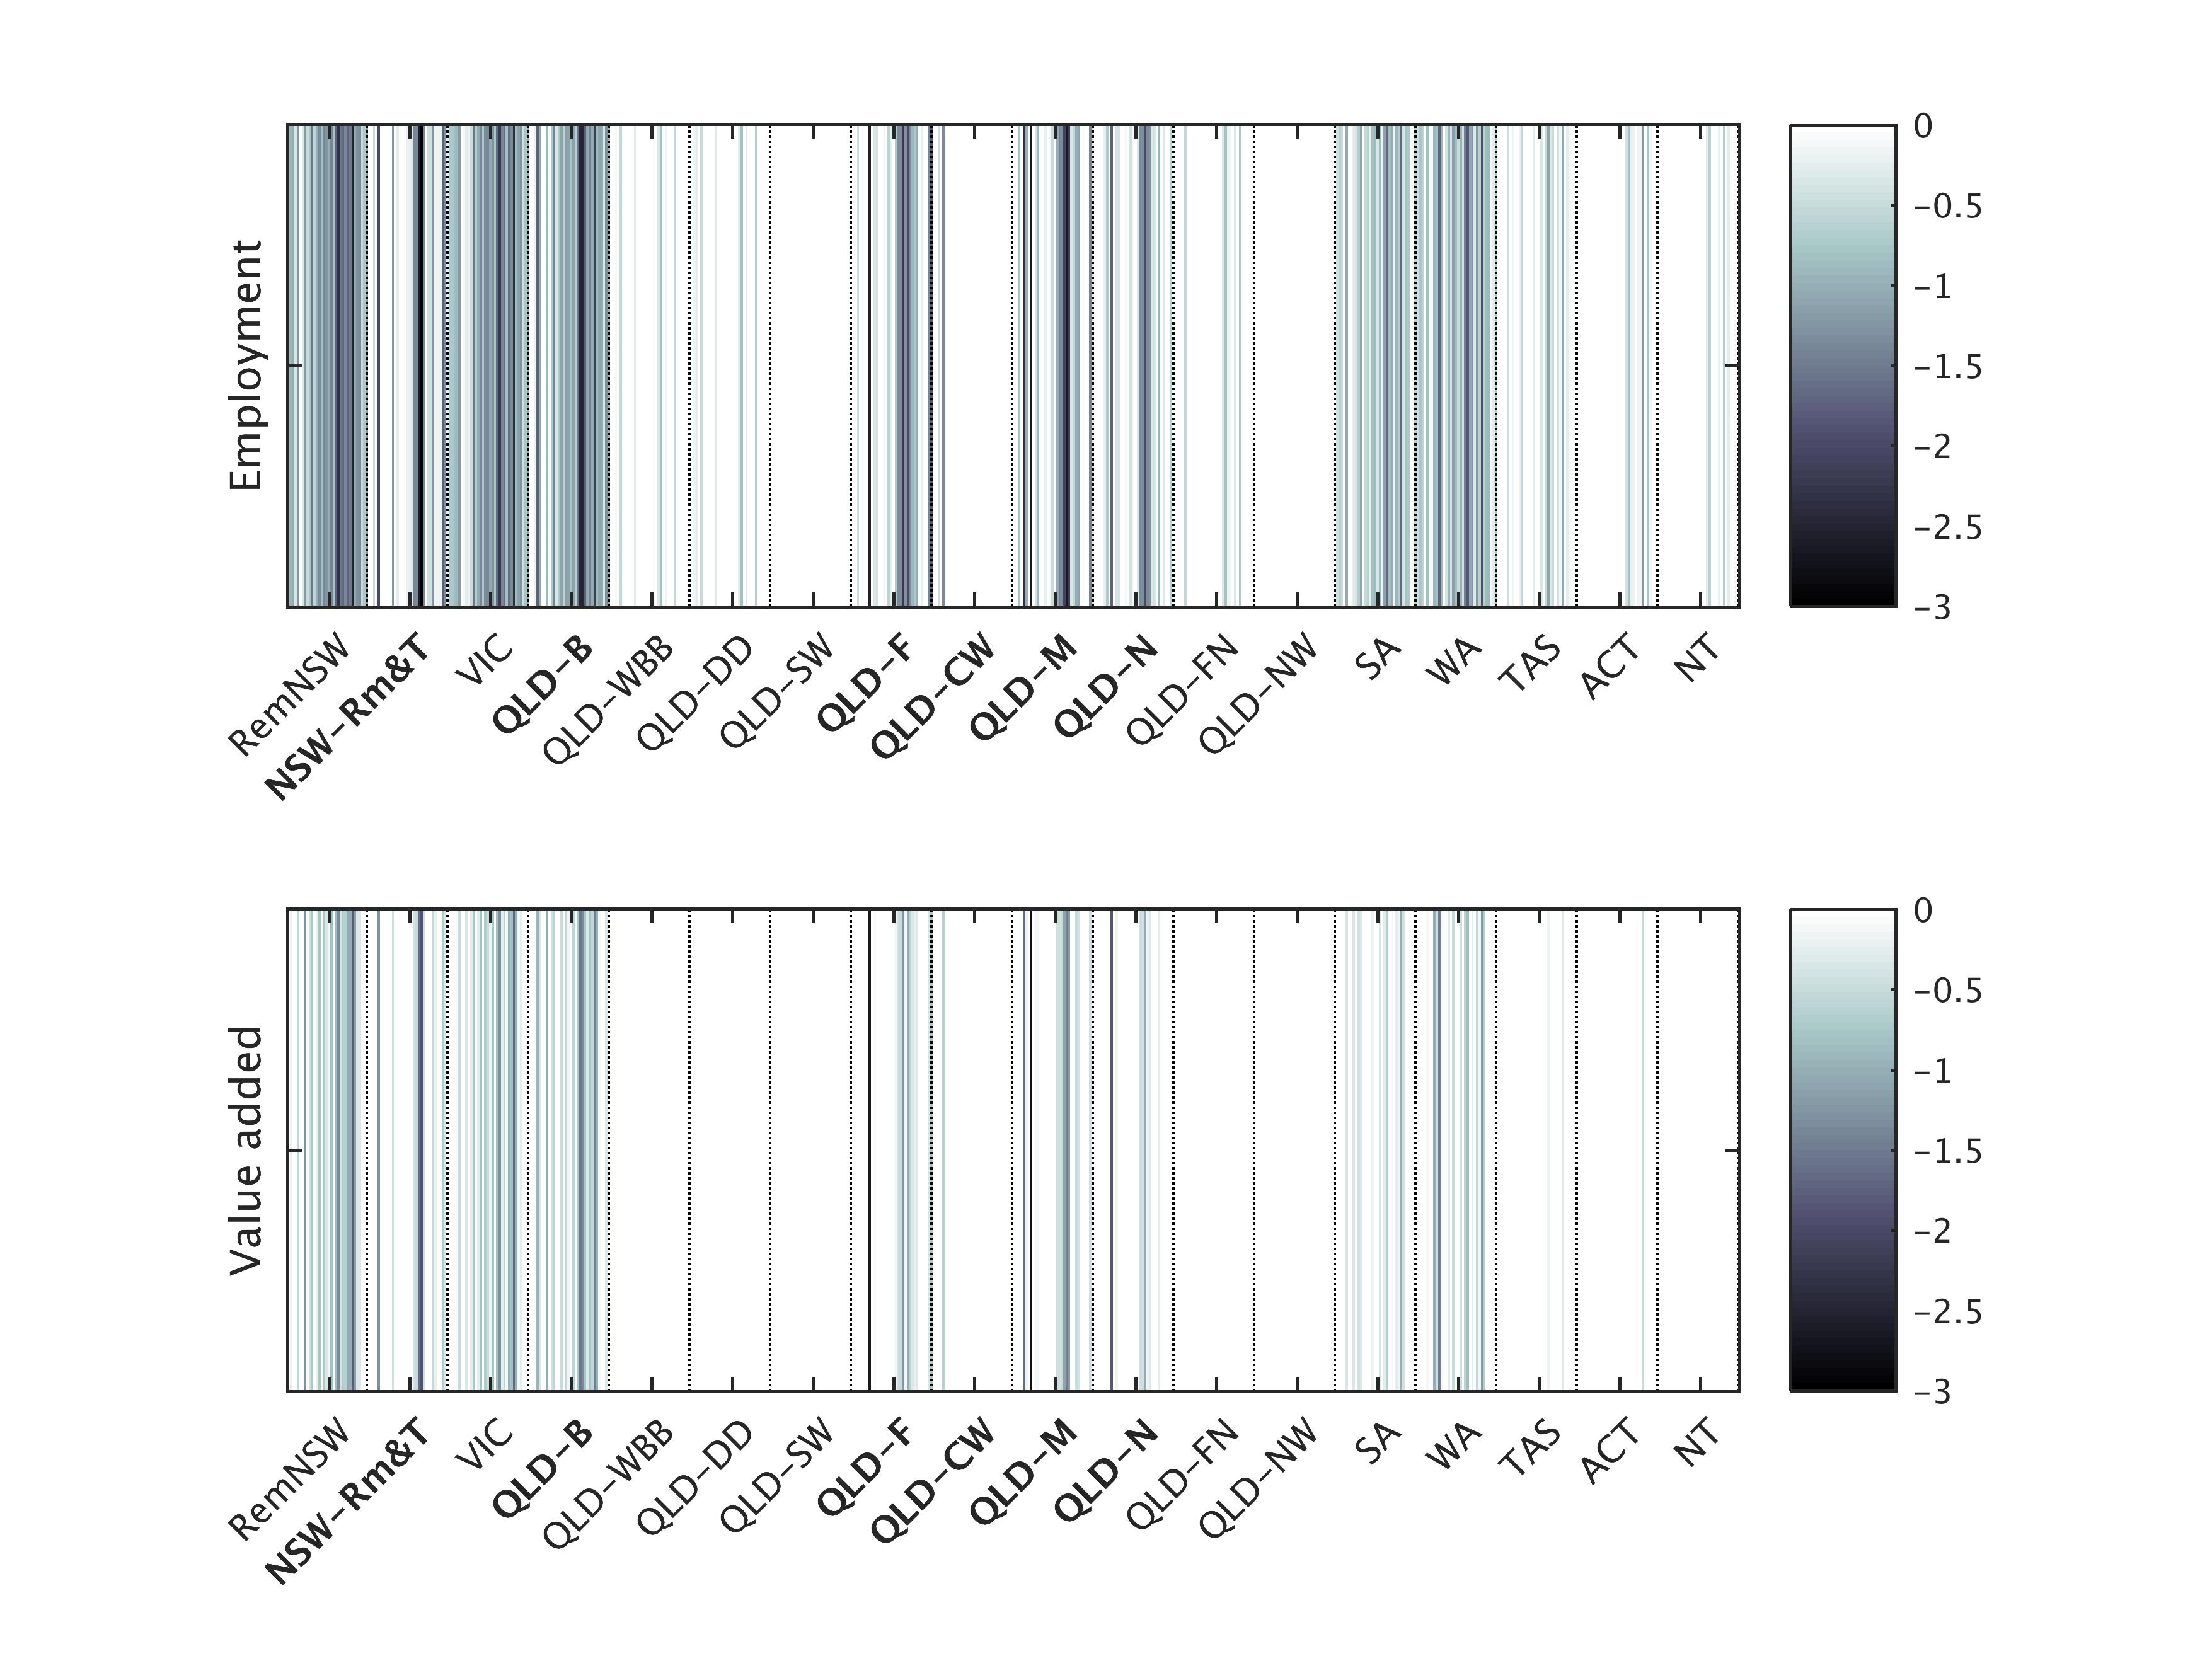 Employment
0
−0.5
−1
−1.5
−2
−2.5
−3
RemNSW
NSW−Rm&T
VIC
QLD−B
QLD−WBB
QLD−DD
QLD−SW
QLD−F
QLD−CW
QLD−M
QLD−N
QLD−FN
QLD−NW
SA
WA
TAS
ACT
NT
Value added
0
−0.5
−1
−1.5
−2
−2.5
−3
RemNSW
NSW−Rm&T
VIC
QLD−B
QLD−WBB
QLD−DD
QLD−SW
QLD−F
QLD−CW
QLD−M
QLD−N
QLD−FN
QLD−NW
SA
WA
TAS
ACT
NT